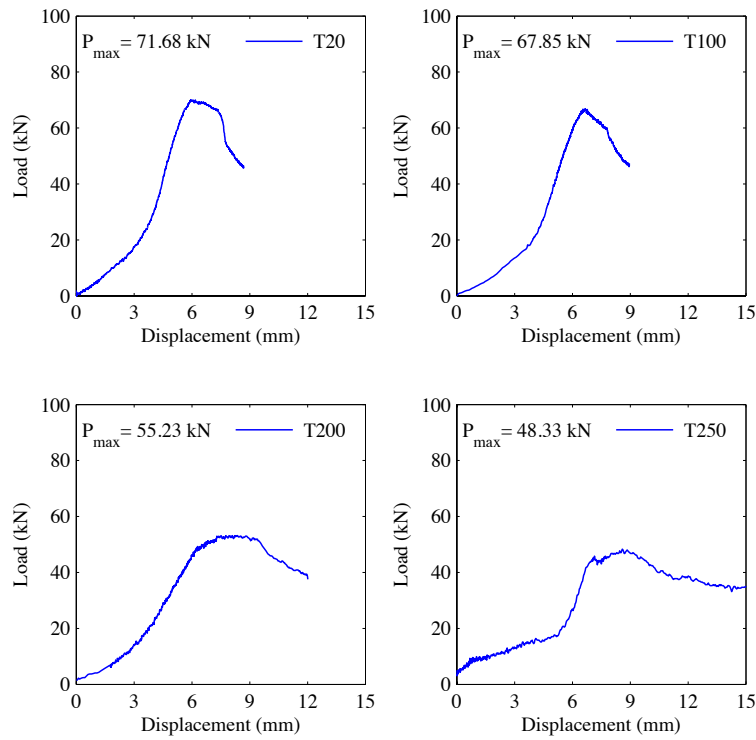 P_max = 71.68 kN T20
100
80
60
40
20
0
Load (kN)
0 3 6 9 12 15
Displacement (mm)
P_max = 67.85 kN T100
100
80
60
40
20
0
Load (kN)
0 3 6 9 12 15
Displacement (mm)
P_max = 55.23 kN T200
100
80
60
40
20
0
Load (kN)
0 3 6 9 12 15
Displacement (mm)
P_max = 48.33 kN T250
100
80
60
40
20
0
Load (kN)
0 3 6 9 12 15
Displacement (mm)